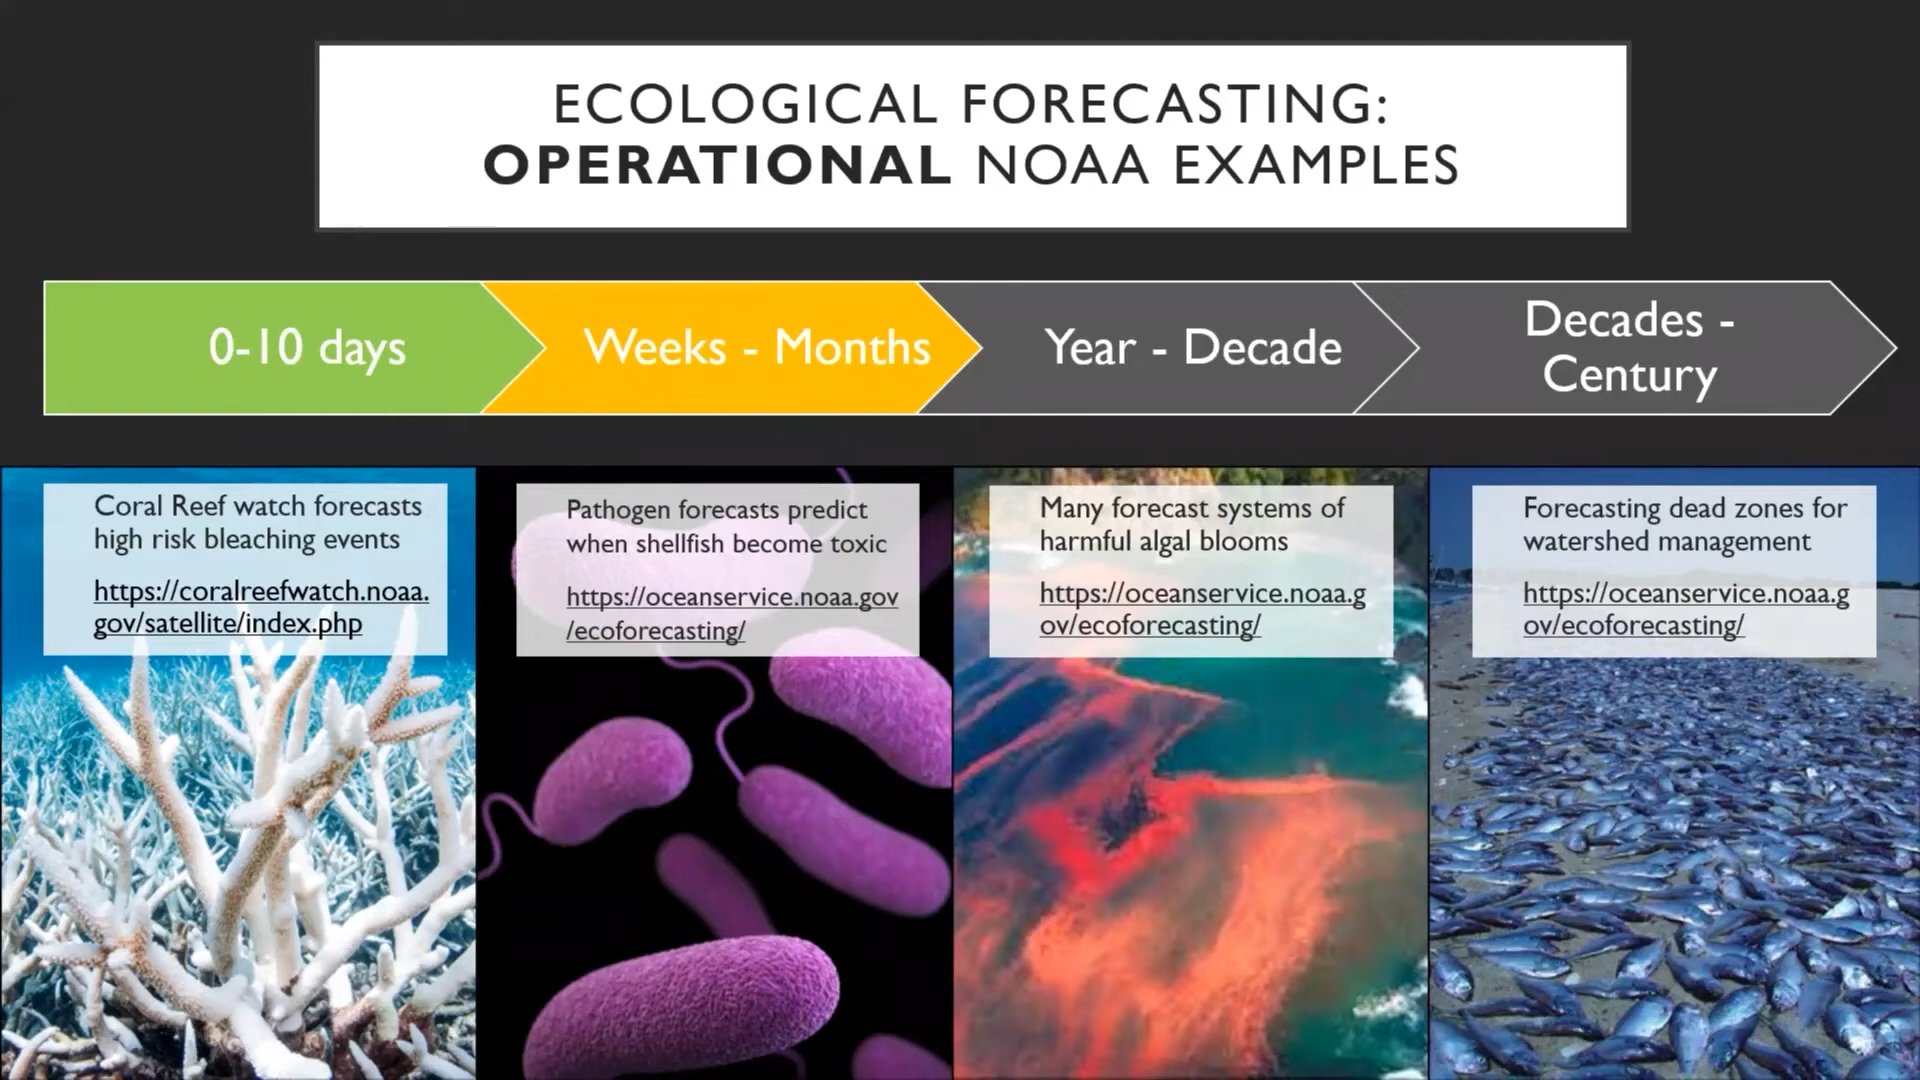 ECOLOGICAL FORECASTING:
OPERATIONAL NOAA EXAMPLES
0-10 days
Weeks - Months
Year - Decade
Decades -
Century
Coral Reef watch forecasts
high risk bleaching events
https://coralreefwatch.noaa.
gov/satellite/index.php
Pathogen forecasts predict
when shellfish become toxic
https://oceanservice.noaa.gov
/ecoforecasting/
Many forecast systems of
harmful algal blooms
https://oceanservice.noaa.g
ov/ecoforecasting/
Forecasting dead zones for
watershed management
https://oceanservice.noaa.g
ov/ecoforecasting/